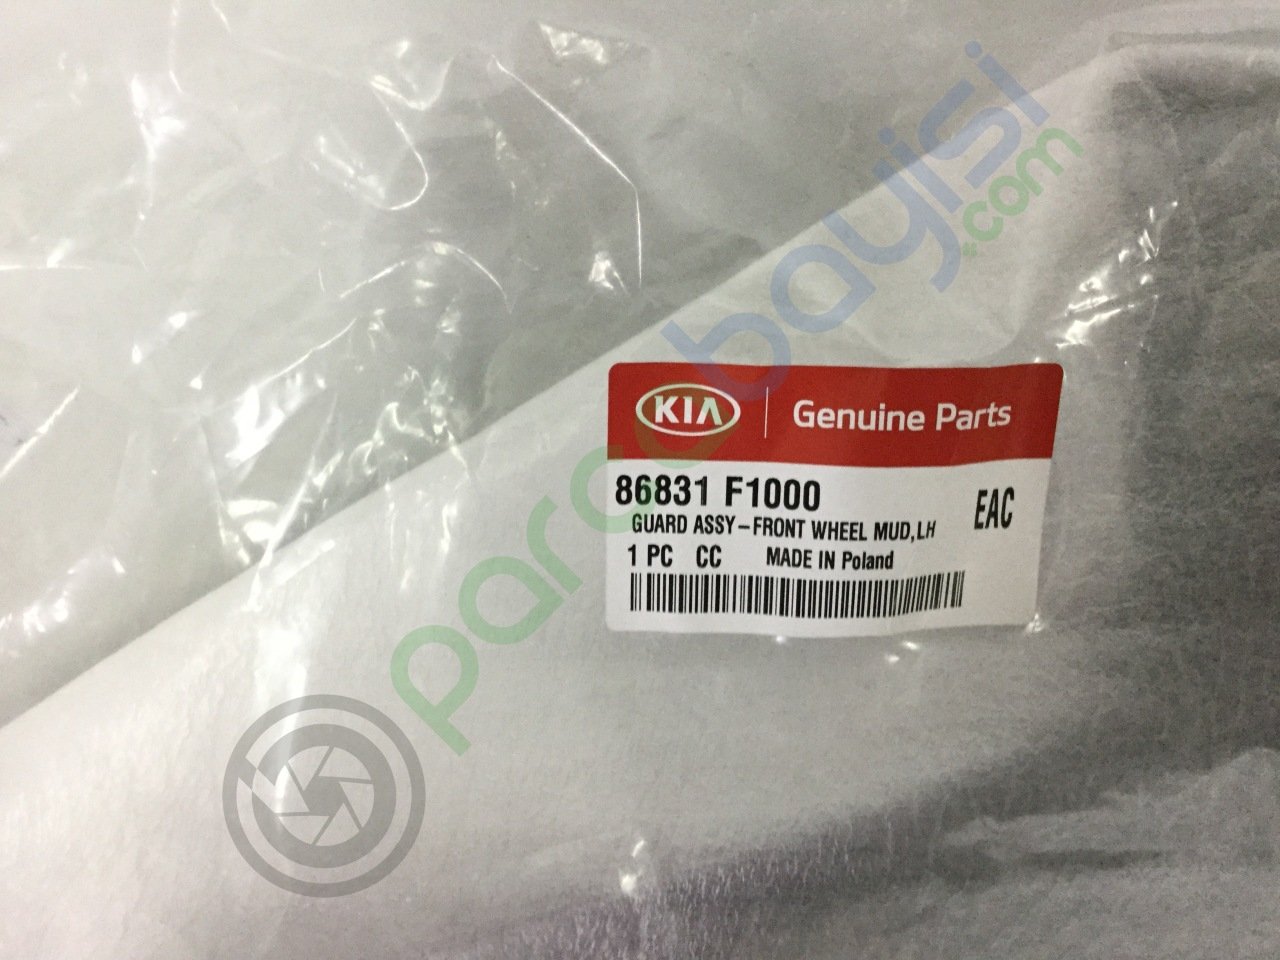 parcabayisi
.com
KIA | Genuine Parts
86831 F1000
EAC
GUARD ASSY-FRONT WHEEL MUD,LH
1 PC CC MADE IN Poland